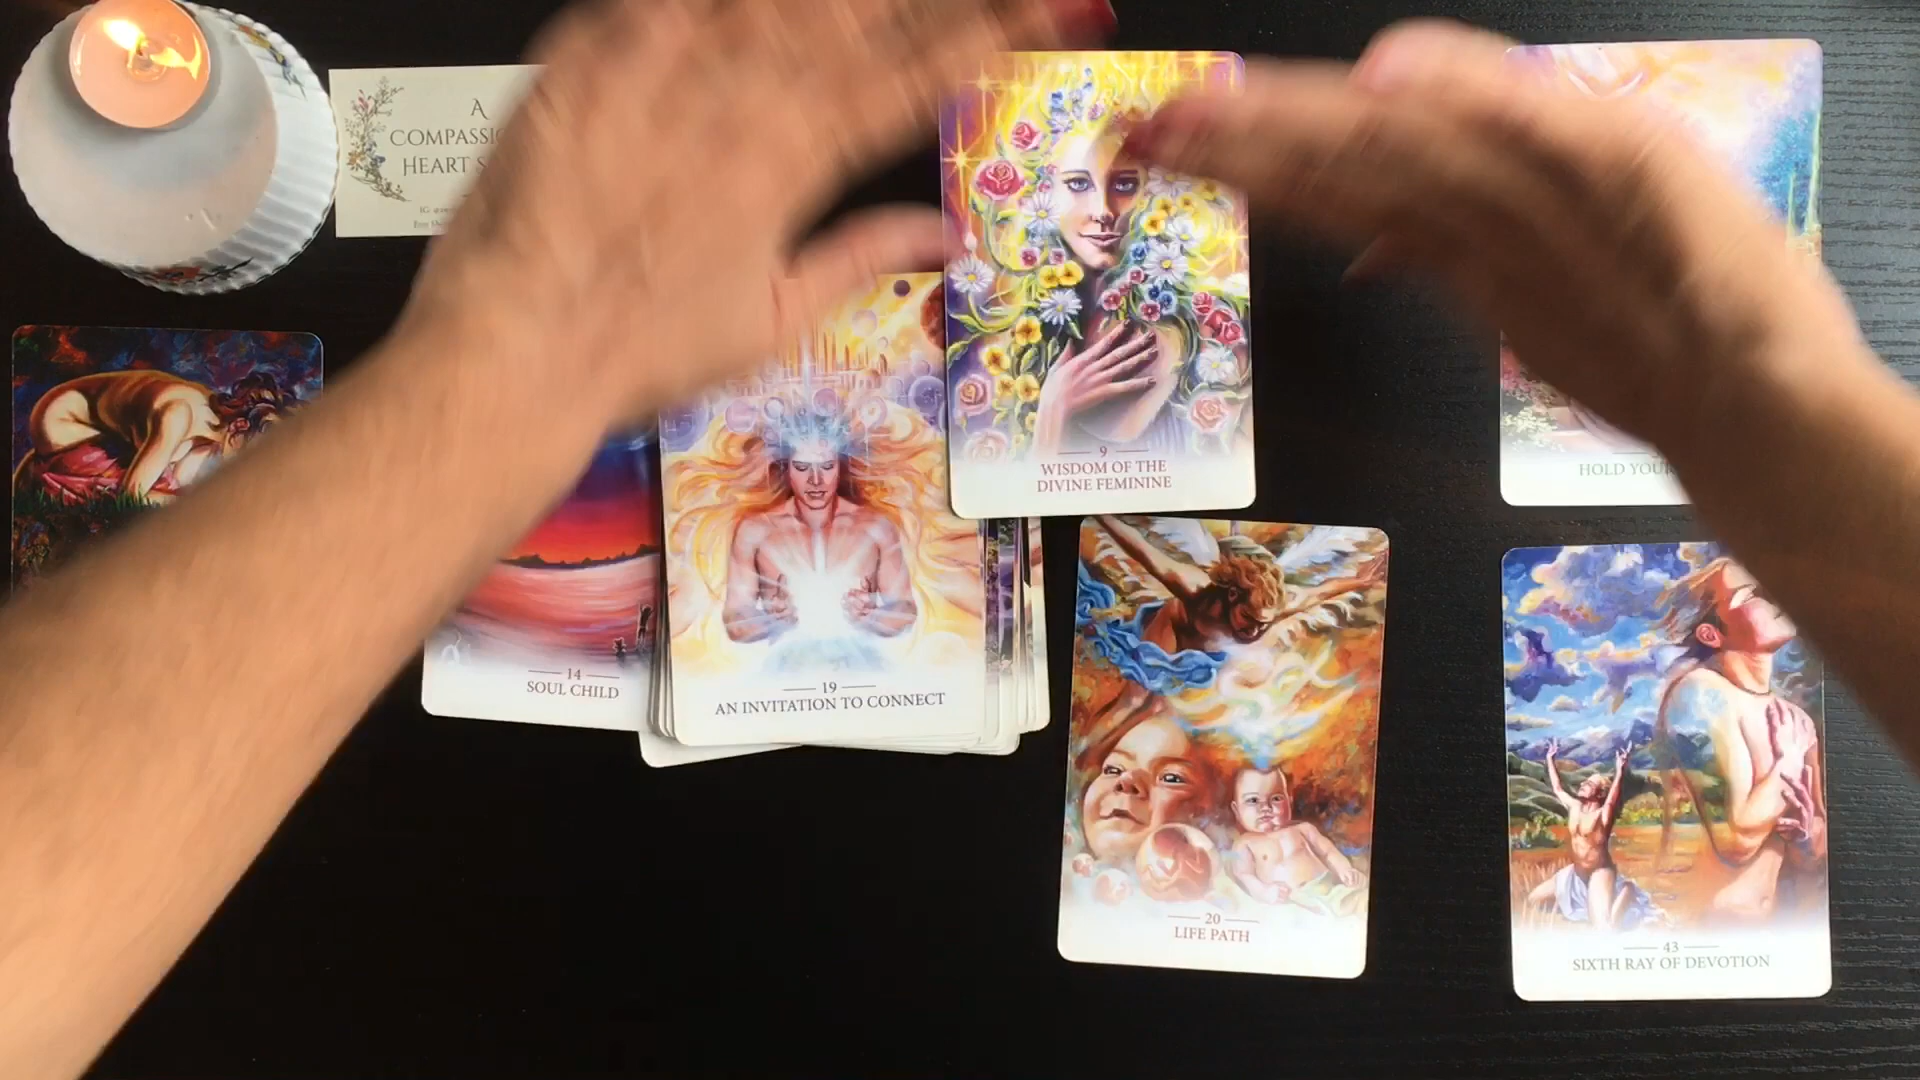 A
COMPASSIO
HEART S
IG
9
WISDOM OF THE
DIVINE FEMININE
HOLD YOUR
14
SOUL CHILD
19
AN INVITATION TO CONNECT
20
LIFE PATH
43
SIXTH RAY OF DEVOTION